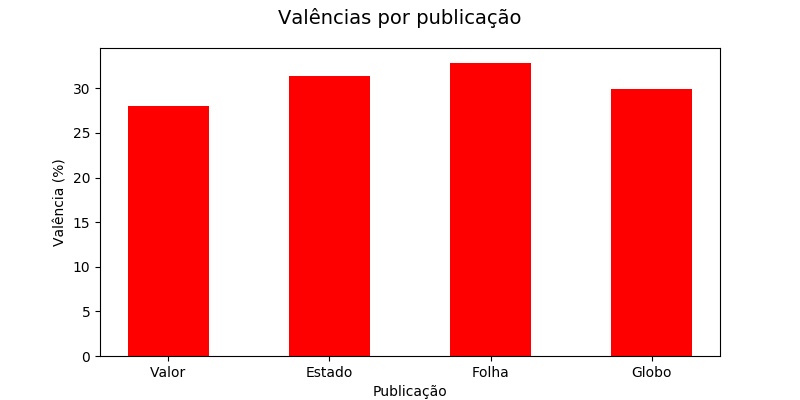 Valências por publicação
Valência (%)
30
25
20
15
10
5
0
Valor Estado Folha Globo
Publicação